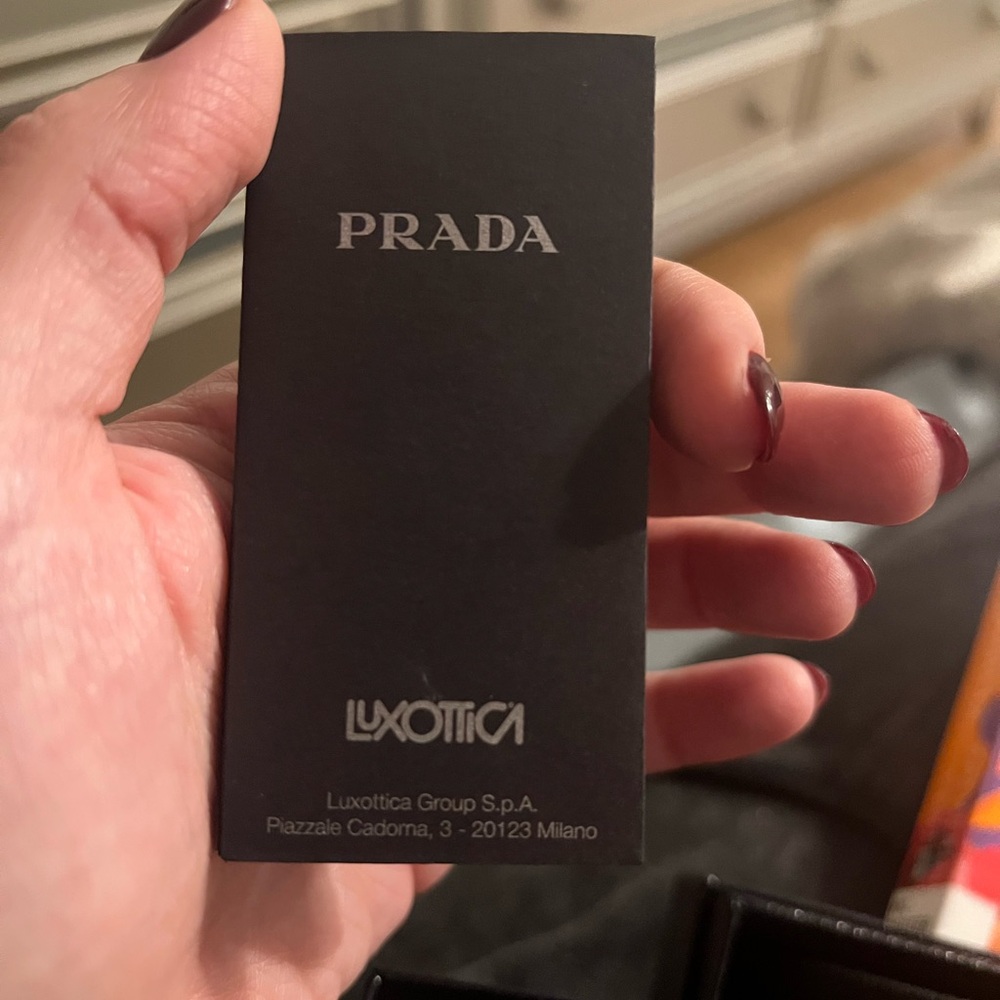 PRADA
LUXOTTICA
Luxottica Group S.p.A.
Piazzale Cadorna, 3 - 20123 Milano